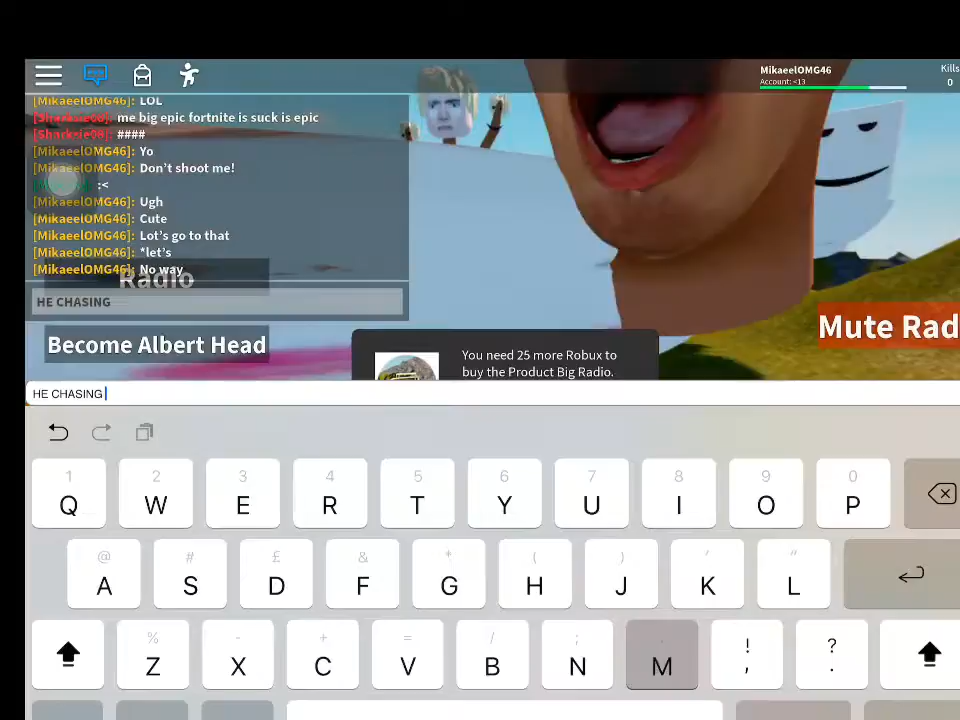 MikaeelOMG46
Account: <13
Kills
0
[MikaeelOMG46]: LOL
[Sharksie08]: me big epic fortnite is suck is epic
[Sharksie08]: ####
[MikaeelOMG46]: Yo
[MikaeelOMG46]: Don't shoot me!
:<
[MikaeelOMG46]: Ugh
[MikaeelOMG46]: Cute
[MikaeelOMG46]: Lot's go to that
[MikaeelOMG46]: *let's
[MikaeelOMG46]: No way
Radio
HE CHASING
Become Albert Head
Mute Rad
You need 25 more Robux to
buy the Product Big Radio.
HE CHASING
1 2 3 4 5 6 7 8 9 0
Q W E R T Y U I O P
@ # £ & * ( ) ' "
A S D F G H J K L
% - + = / ; . ! ?
Z X C V B N M , .